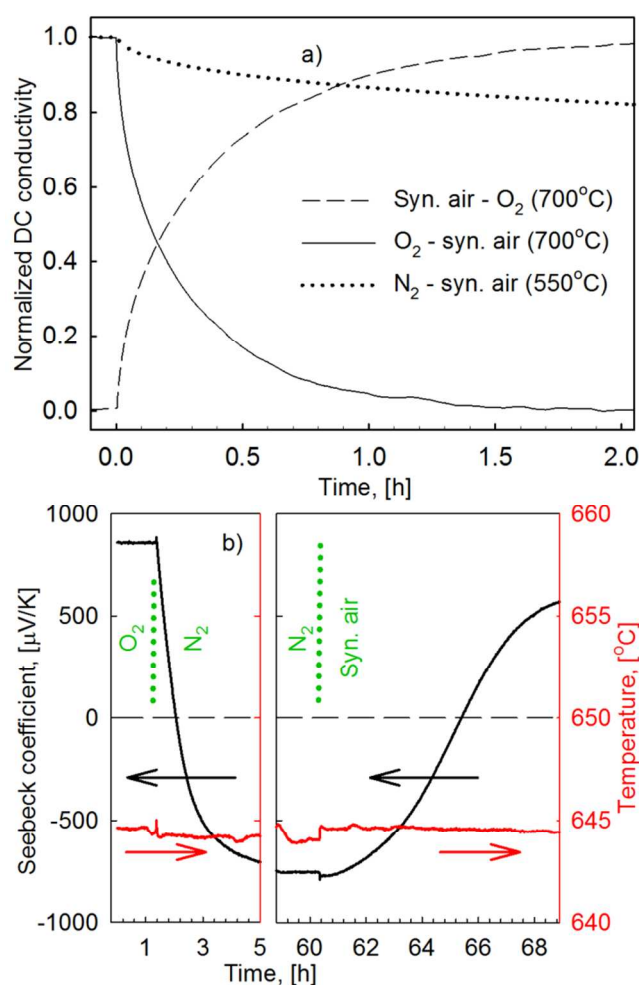 a)
Normalized DC conductivity
1.0
0.8
0.6
0.4
0.2
0.0
Syn. air - O₂ (700°C)
O₂ - syn. air (700°C)
N₂ - syn. air (550°C)
0.0 0.5 1.0 1.5 2.0
Time, [h]
b)
Seebeck coefficient, [µV/K]
1000
500
0
-500
-1000
O₂
N₂
N₂
Syn. air
660
655
650
645
640
Temperature, [°C]
1 3 5 60 62 64 66 68
Time, [h]